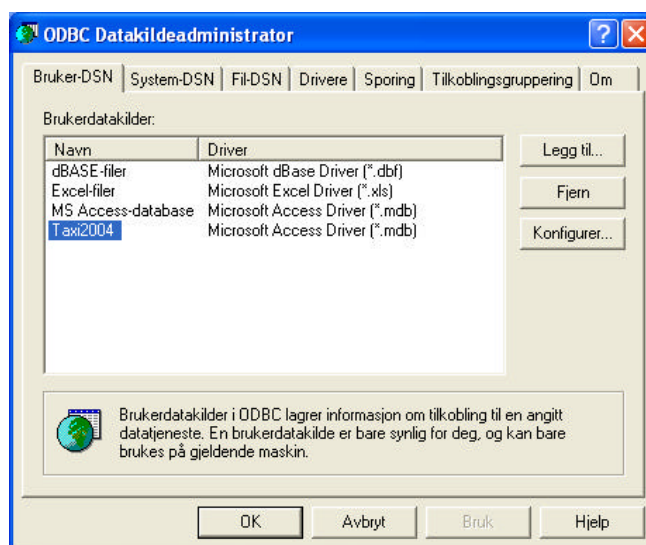 ODBC Datakildeadministrator
Bruker-DSN System-DSN Fil-DSN Drivere Sporing Tilkoblingsgruppering Om
Brukerdatakilder:
Navn Driver
dBASE-filer Microsoft dBase Driver (*.dbf)
Excel-filer Microsoft Excel Driver (*.xls)
MS Access-database Microsoft Access Driver (*.mdb)
Taxi2004 Microsoft Access Driver (*.mdb)
Legg til...
Fjern
Konfigurer...
Brukerdatakilder i ODBC lagrer informasjon om tilkobling til en angitt
datatjeneste. En brukerdatakilde er bare synlig for deg, og kan bare
brukes på gjeldende maskin.
OK Avbryt Bruk Hjelp